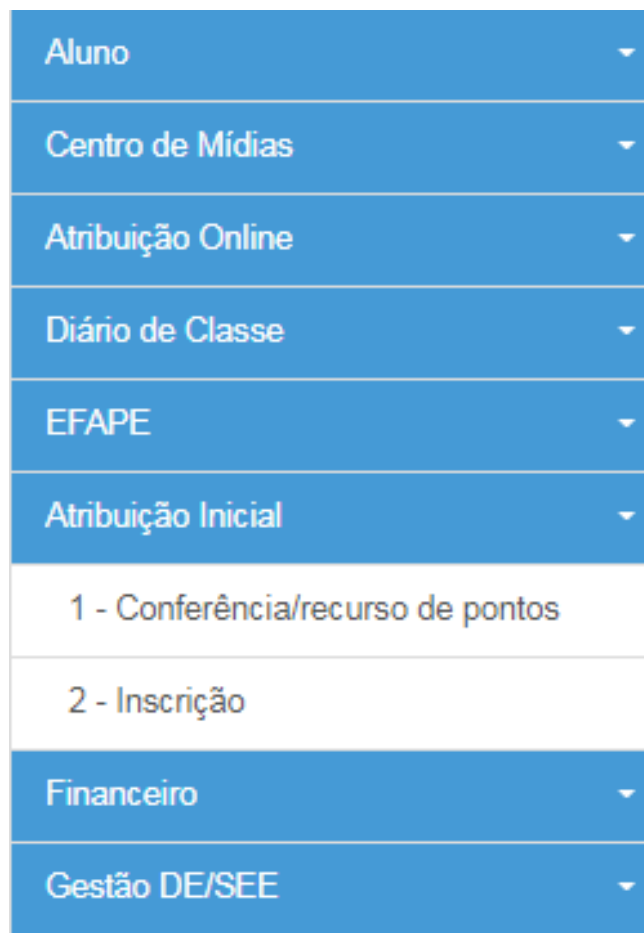 Aluno
Centro de Mídias
Atribuição Online
Diário de Classe
EFAPE
Atribuição Inicial
1 - Conferência/recurso de pontos
2 - Inscrição
Financeiro
Gestão DE/SEE